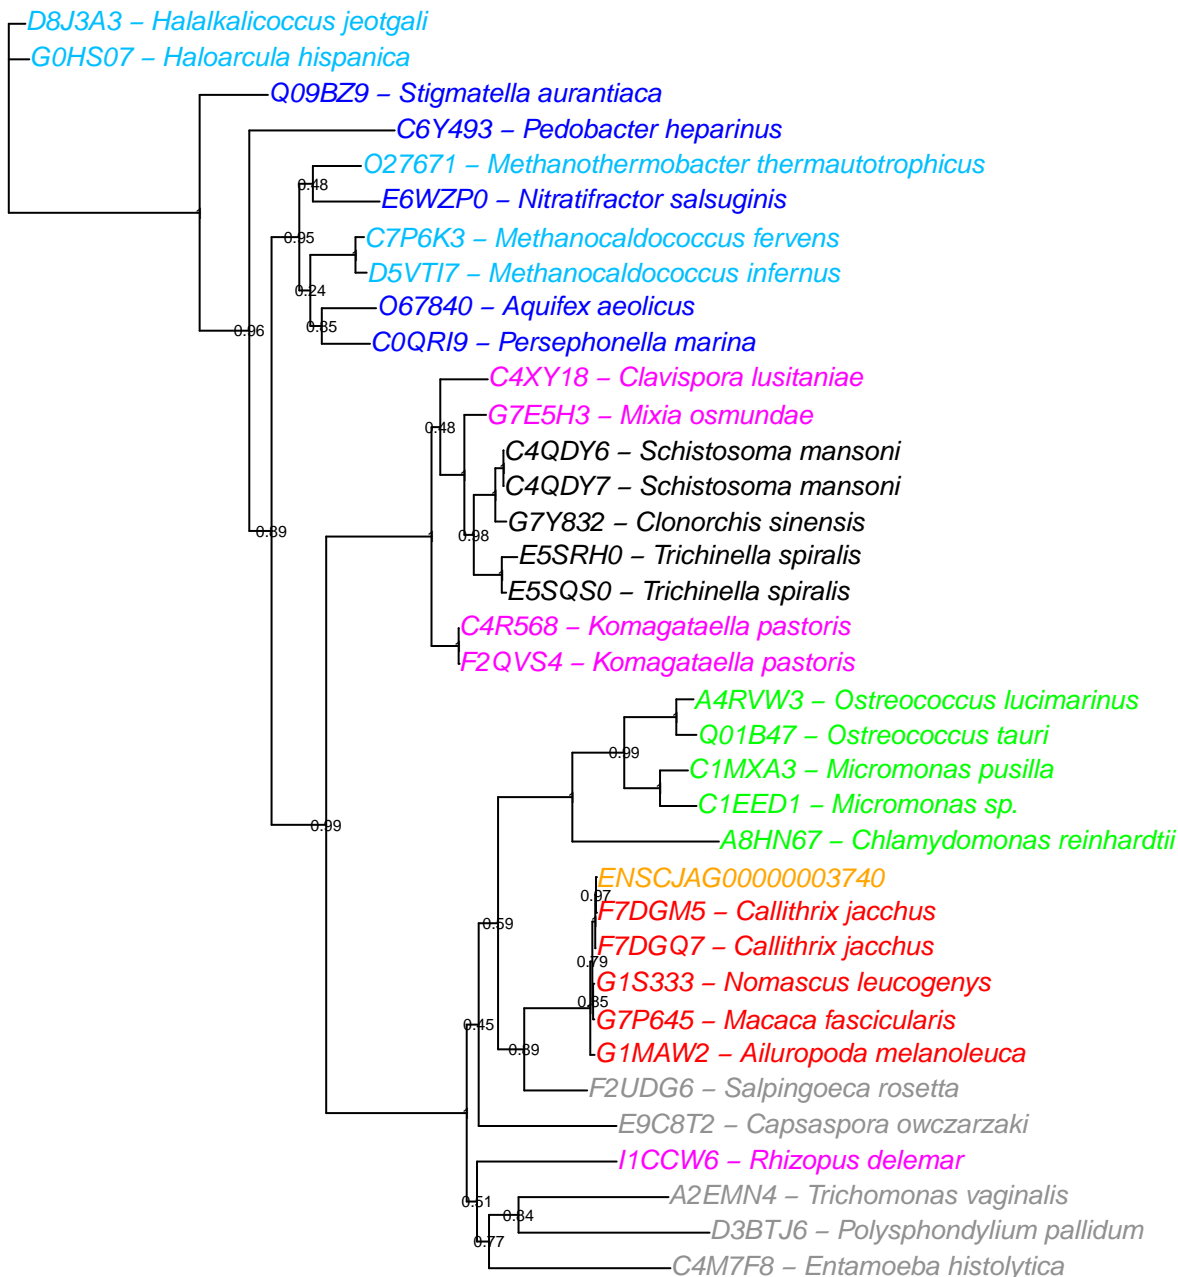 D8J3A3 – Halalkalicoccus jeotgali
G0HS07 – Haloarcula hispanica
Q09BZ9 – Stigmatella aurantiaca
C6Y493 – Pedobacter heparinus
O27671 – Methanothermobacter thermautotrophicus
0.48
E6WZP0 – Nitratifractor salsuginis
0.95
C7P6K3 – Methanocaldococcus fervens
D5VTI7 – Methanocaldococcus infernus
0.24
O67840 – Aquifex aeolicus
0.96
0.85
C0QRI9 – Persephonella marina
C4XY18 – Clavispora lusitaniae
G7E5H3 – Mixia osmundae
0.48
C4QDY6 – Schistosoma mansoni
C4QDY7 – Schistosoma mansoni
G7Y832 – Clonorchis sinensis
0.89
0.98
E5SRH0 – Trichinella spiralis
E5SQS0 – Trichinella spiralis
C4R568 – Komagataella pastoris
F2QVS4 – Komagataella pastoris
A4RVW3 – Ostreococcus lucimarinus
Q01B47 – Ostreococcus tauri
0.99
C1MXA3 – Micromonas pusilla
C1EED1 – Micromonas sp.
0.99
A8HN67 – Chlamydomonas reinhardtii
ENSCJAG00000003740
0.97
F7DGM5 – Callithrix jacchus
0.59
F7DGQ7 – Callithrix jacchus
0.79
G1S333 – Nomascus leucogenys
0.85
G7P645 – Macaca fascicularis
0.45
0.89
G1MAW2 – Ailuropoda melanoleuca
F2UDG6 – Salpingoeca rosetta
E9C8T2 – Capsaspora owczarzaki
I1CCW6 – Rhizopus delemar
A2EMN4 – Trichomonas vaginalis
0.51
0.84
D3BTJ6 – Polysphondylium pallidum
0.77
C4M7F8 – Entamoeba histolytica